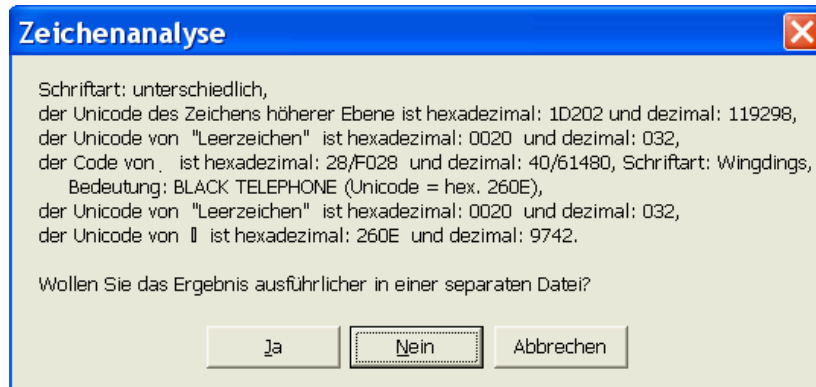 Zeichenanalyse
Schriftart: unterschiedlich,
der Unicode des Zeichens höherer Ebene ist hexadezimal: 1D202 und dezimal: 119298,
der Unicode von "Leerzeichen" ist hexadezimal: 0020 und dezimal: 032,
der Code von . ist hexadezimal: 28/F028 und dezimal: 40/61480, Schriftart: Wingdings,
Bedeutung: BLACK TELEPHONE (Unicode = hex. 260E),
der Unicode von "Leerzeichen" ist hexadezimal: 0020 und dezimal: 032,
der Unicode von ▯ ist hexadezimal: 260E und dezimal: 9742.
Wollen Sie das Ergebnis ausführlicher in einer separaten Datei?
Ja Nein Abbrechen